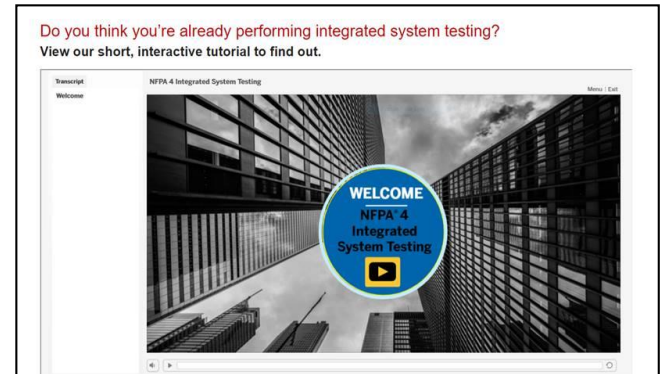 Do you think you're already performing integrated system testing?
View our short, interactive tutorial to find out.
Transcript
NFPA 4 Integrated System Testing
Menu | Exit
Welcome
WELCOME
NFPA® 4
Integrated
System Testing